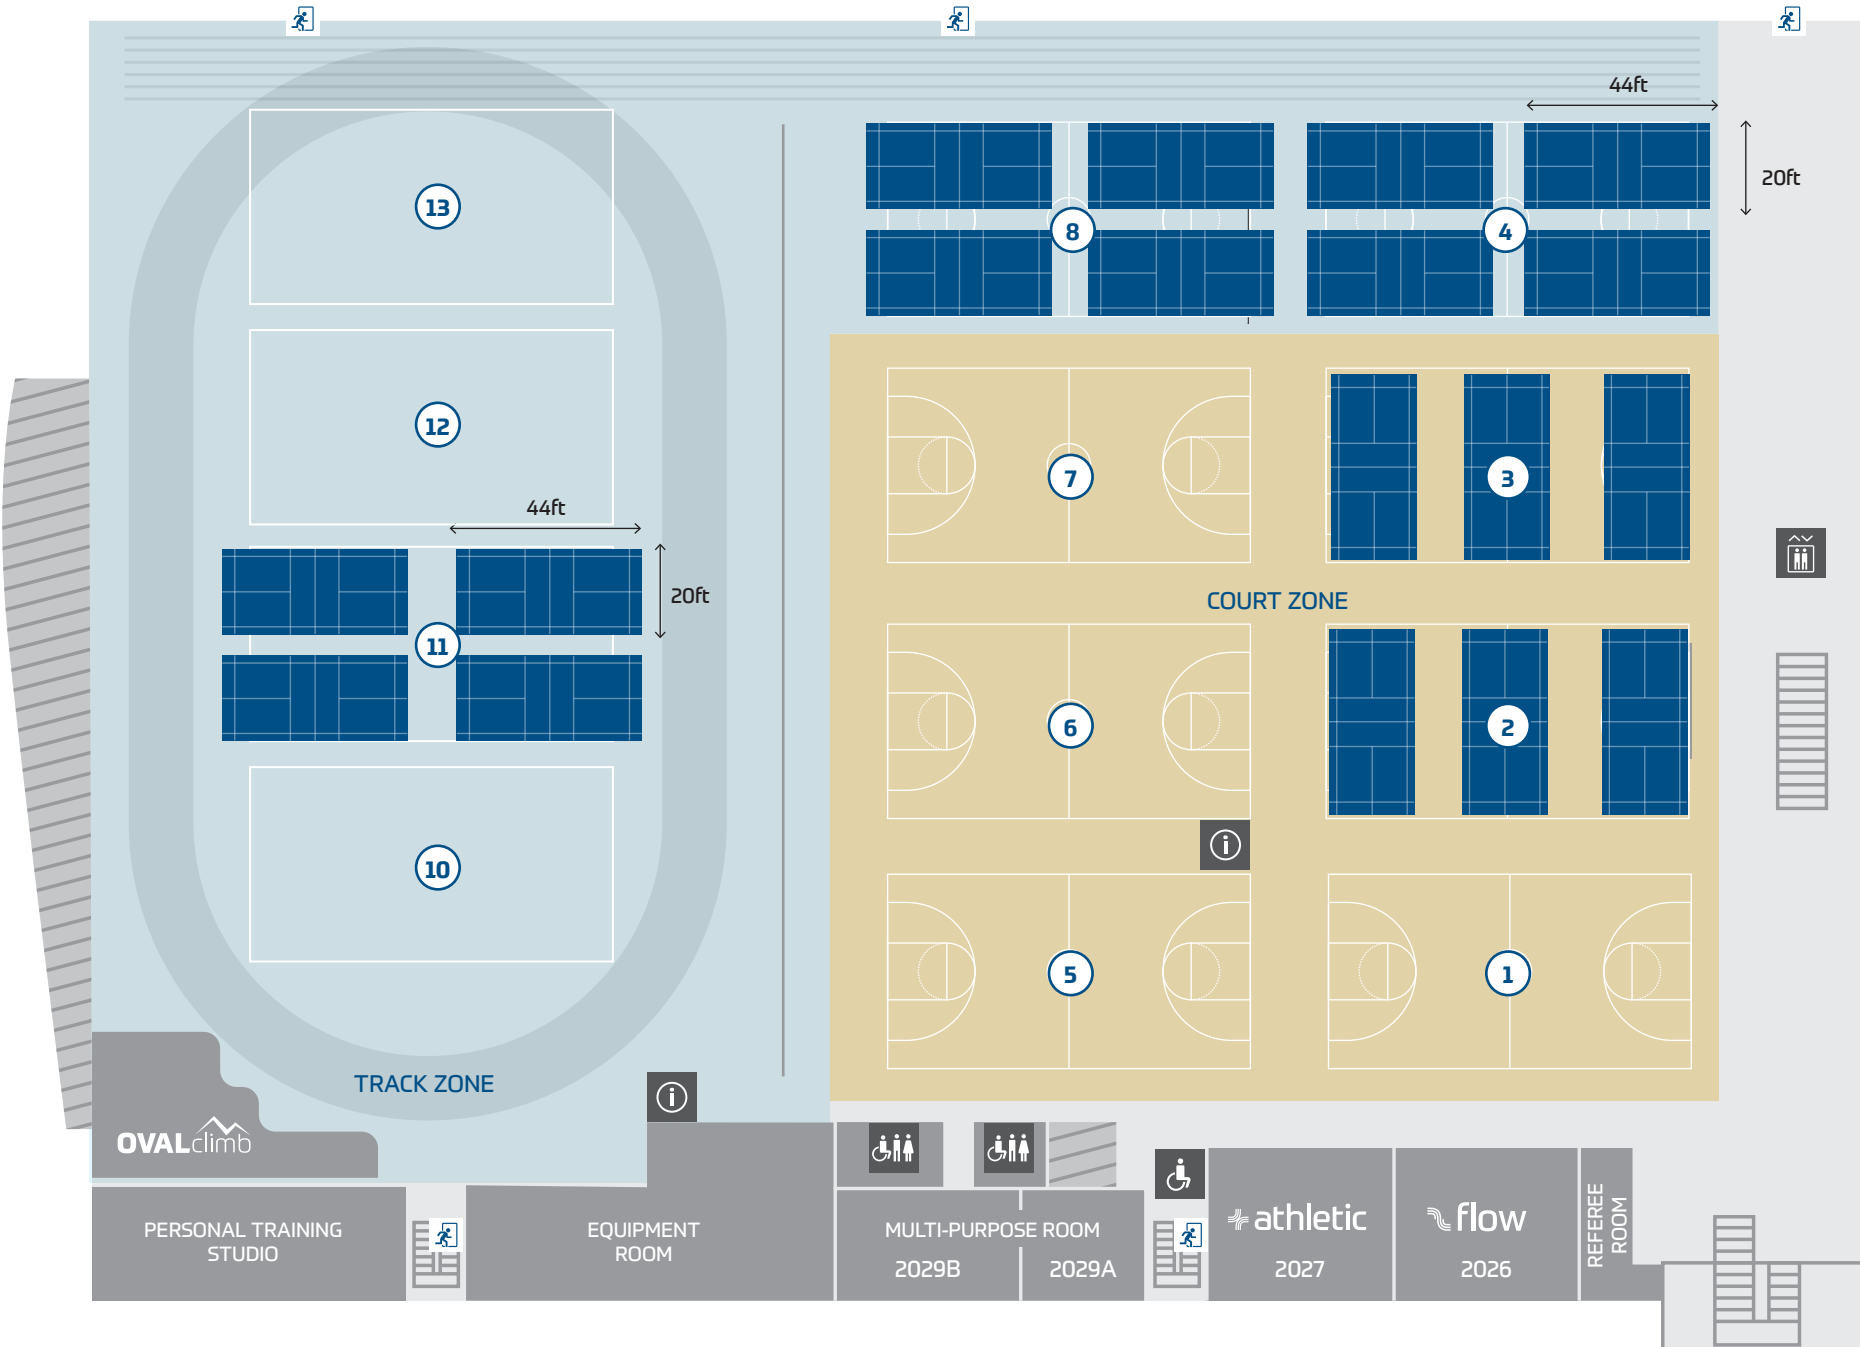 44ft
20ft
13
8
4
12
7
3
44ft
20ft
COURT ZONE
11
6
2
10
5
1
TRACK ZONE
OVALclimb
PERSONAL TRAINING
STUDIO
EQUIPMENT
ROOM
MULTI-PURPOSE ROOM
2029B
2029A
athletic
2027
flow
2026
REFEREE
ROOM